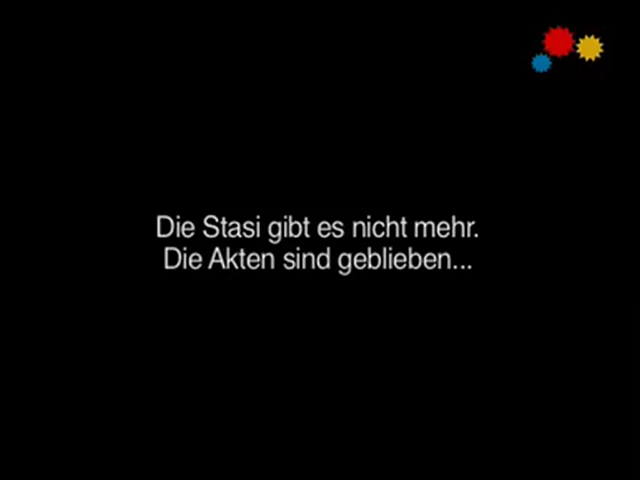 Die Stasi gibt es nicht mehr.
Die Akten sind geblieben...